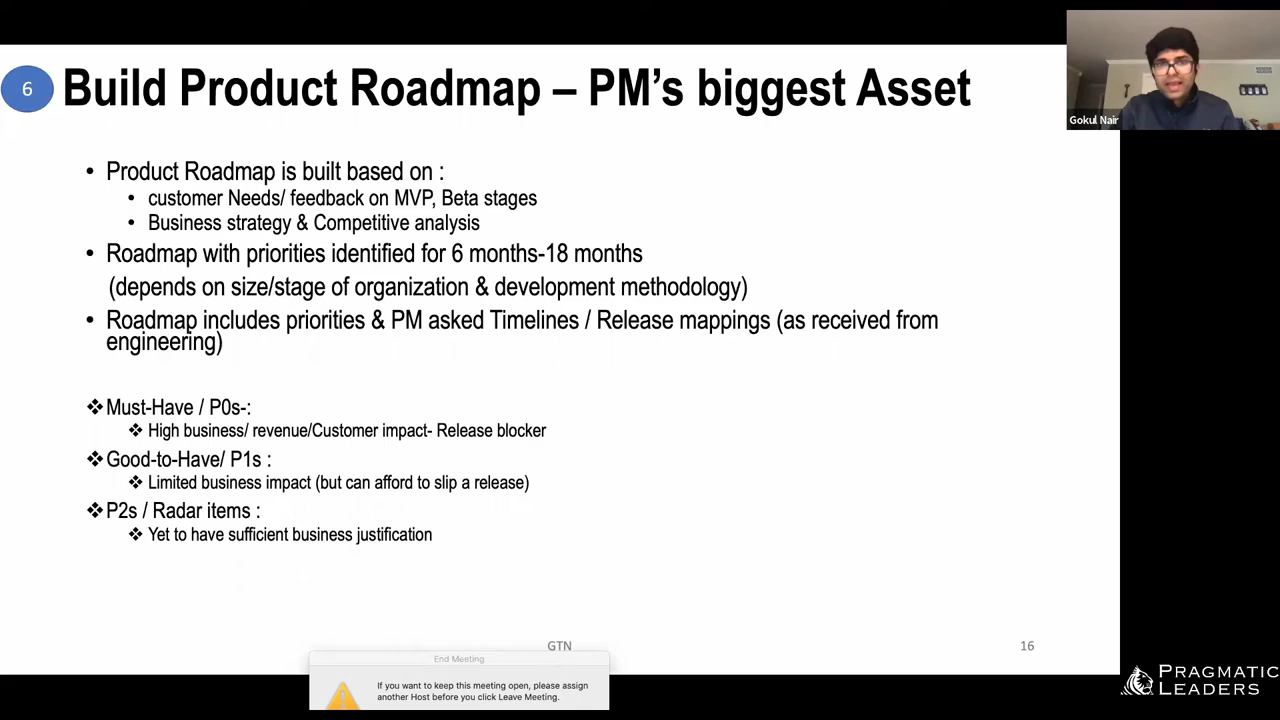 6
Build Product Roadmap – PM's biggest Asset
Gokul Nair
• Product Roadmap is built based on :
• customer Needs/ feedback on MVP, Beta stages
• Business strategy & Competitive analysis
• Roadmap with priorities identified for 6 months-18 months
(depends on size/stage of organization & development methodology)
• Roadmap includes priorities & PM asked Timelines / Release mappings (as received from
engineering)
❖ Must-Have / P0s-:
❖ High business/ revenue/Customer impact- Release blocker
❖ Good-to-Have/ P1s :
❖ Limited business impact (but can afford to slip a release)
❖ P2s / Radar items :
❖ Yet to have sufficient business justification
GTN
16
End Meeting
If you want to keep this meeting open, please assign
another Host before you click Leave Meeting.
PRAGMATIC
LEADERS